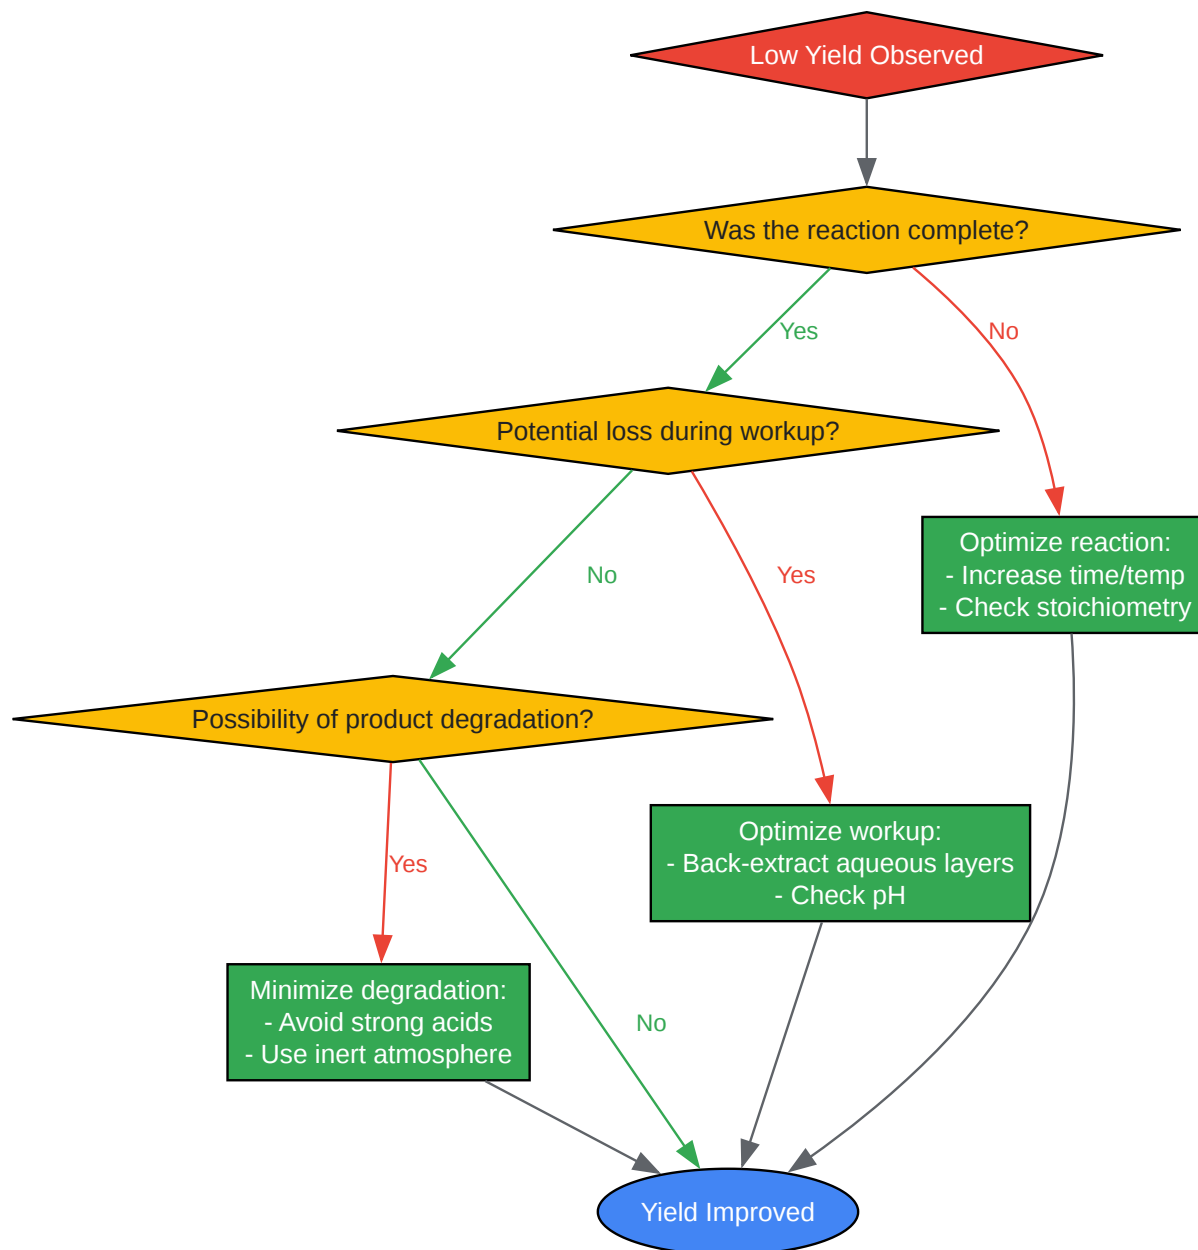 Low Yield Observed
Was the reaction complete?
Yes
No
Potential loss during workup?
Optimize reaction:
- Increase time/temp
- Check stoichiometry
No
Yes
Possibility of product degradation?
Optimize workup:
- Back-extract aqueous layers
- Check pH
Yes
Minimize degradation:
- Avoid strong acids
- Use inert atmosphere
No
Yield Improved